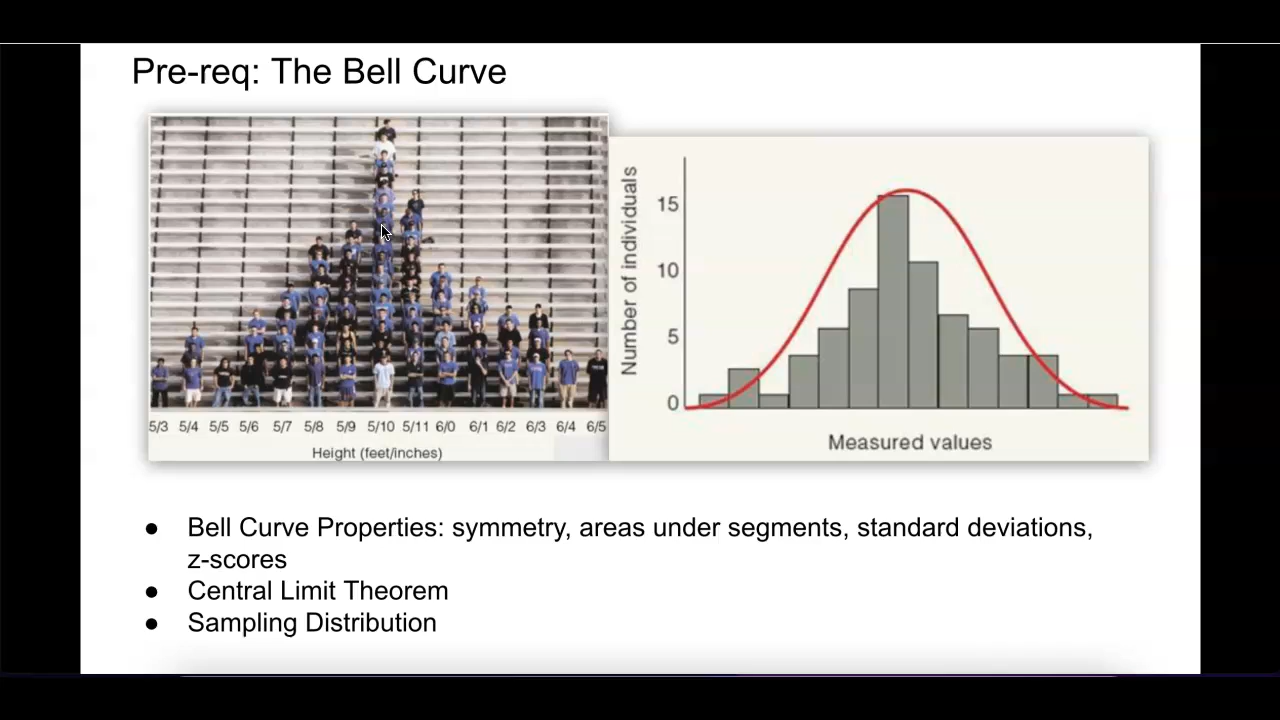 Pre-req: The Bell Curve
5/3 5/4 5/5 5/6 5/7 5/8 5/9 5/10 5/11 6/0 6/1 6/2 6/3 6/4 6/5
Height (feet/inches)
Number of individuals
15
10
5
0
Measured values
● Bell Curve Properties: symmetry, areas under segments, standard deviations,
z-scores
● Central Limit Theorem
● Sampling Distribution